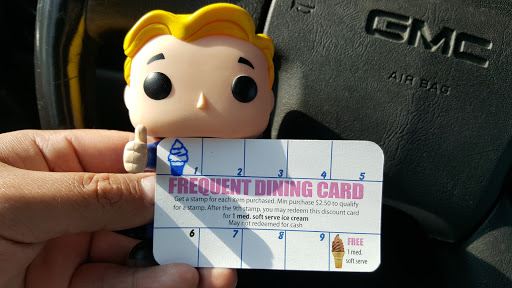 GMC
AIR BAG
1 2 3 4 5
FREQUENT DINING CARD
Get a stamp for each item purchased. Min purchase $2.50 to qualify
for a stamp. After the 9th stamp, you may redeem this discount card
for 1 med. soft serve ice cream
May not redeemed for cash
6 7 8 9 FREE
1 med.
soft serve